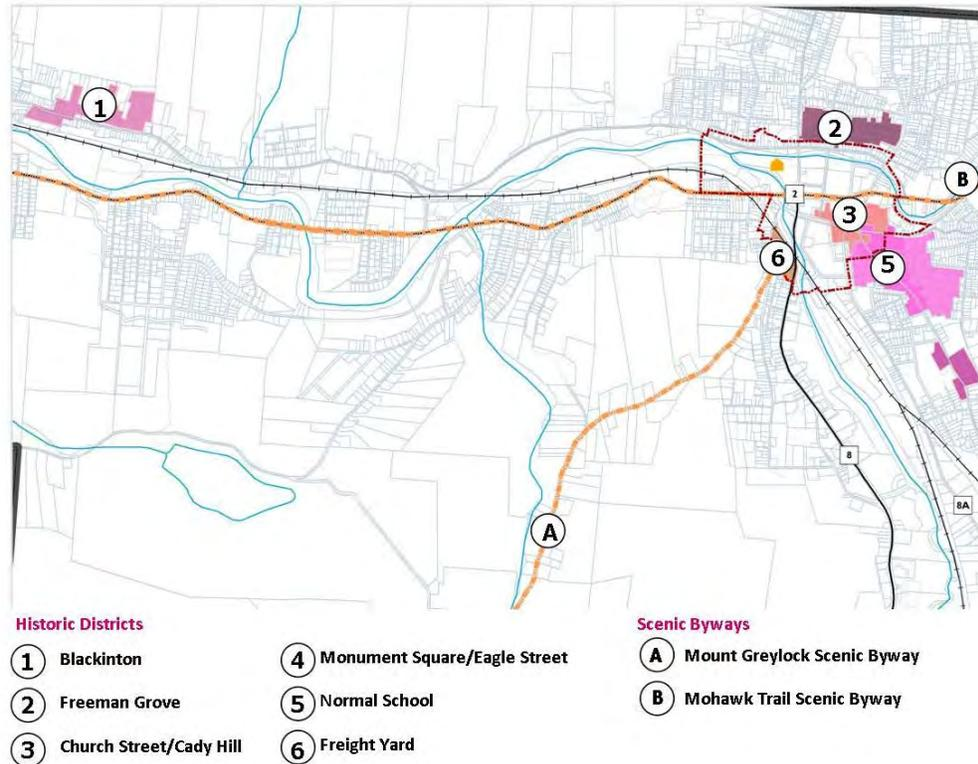 1
2
B
2
3
6
5
8
8A
A
Historic Districts
1 Blackinton
2 Freeman Grove
3 Church Street/Cady Hill
4 Monument Square/Eagle Street
5 Normal School
6 Freight Yard
Scenic Byways
A Mount Greylock Scenic Byway
B Mohawk Trail Scenic Byway